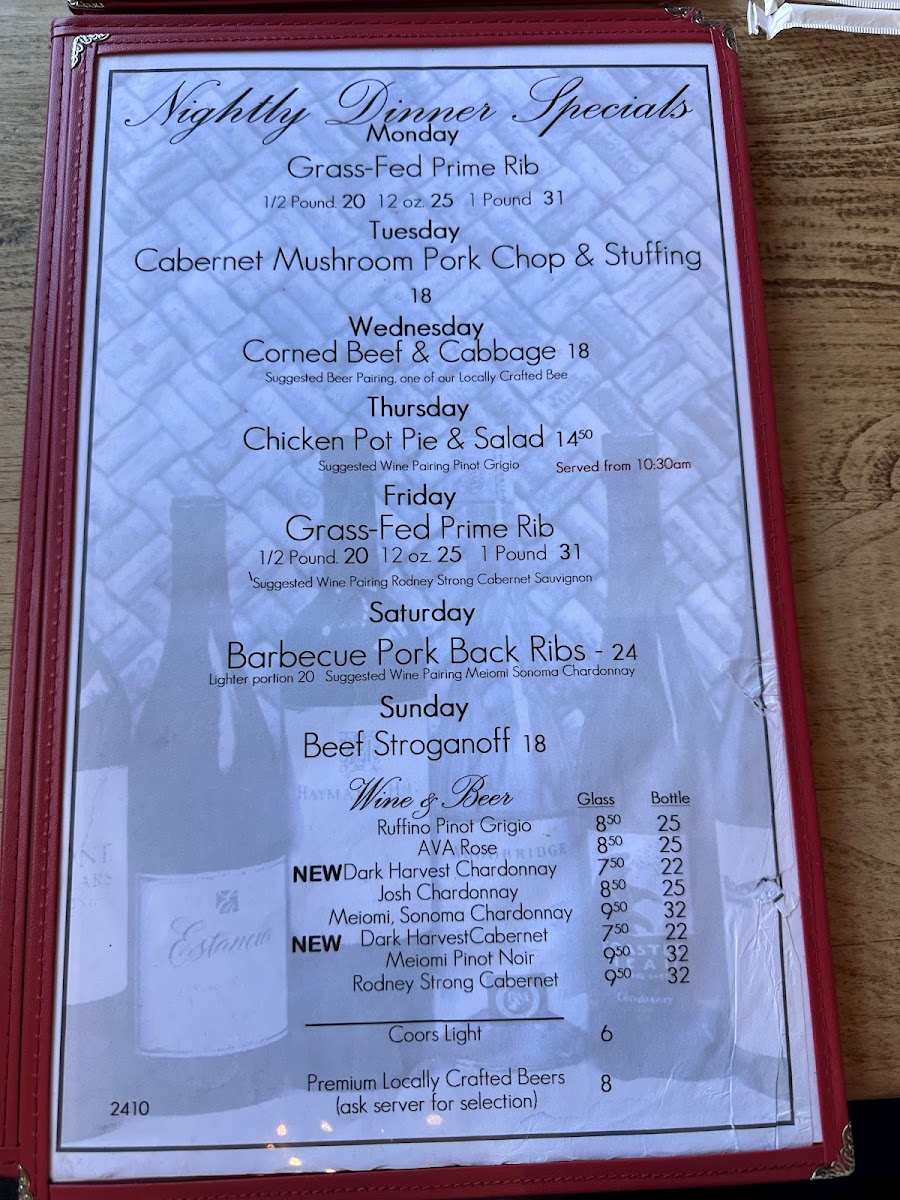 Nightly Dinner Specials
Monday
Grass-Fed Prime Rib
1/2 Pound. 20 12 oz. 25 1 Pound 31
Tuesday
Cabernet Mushroom Pork Chop & Stuffing
18
Wednesday
Corned Beef & Cabbage 18
Suggested Beer Pairing, one of our Locally Crafted Bee
Thursday
Chicken Pot Pie & Salad 14⁵⁰
Suggested Wine Pairing Pinot Grigio Served from 10:30am
Friday
Grass-Fed Prime Rib
1/2 Pound. 20 12 oz. 25 1 Pound 31
Suggested Wine Pairing Rodney Strong Cabernet Sauvignon
Saturday
Barbecue Pork Back Ribs - 24
Lighter portion 20 Suggested Wine Pairing Meiomi Sonoma Chardonnay
Sunday
Beef Stroganoff 18
Wine & Beer Glass Bottle
Ruffino Pinot Grigio 8⁵⁰ 25
AVA Rose 8⁵⁰ 25
NEW Dark Harvest Chardonnay 7⁵⁰ 22
Josh Chardonnay 8⁵⁰ 25
Meiomi, Sonoma Chardonnay 9⁵⁰ 32
NEW Dark HarvestCabernet 7⁵⁰ 22
Meiomi Pinot Noir 9⁵⁰ 32
Rodney Strong Cabernet 9⁵⁰ 32
Coors Light 6
Premium Locally Crafted Beers 8
(ask server for selection)
2410
Estancia